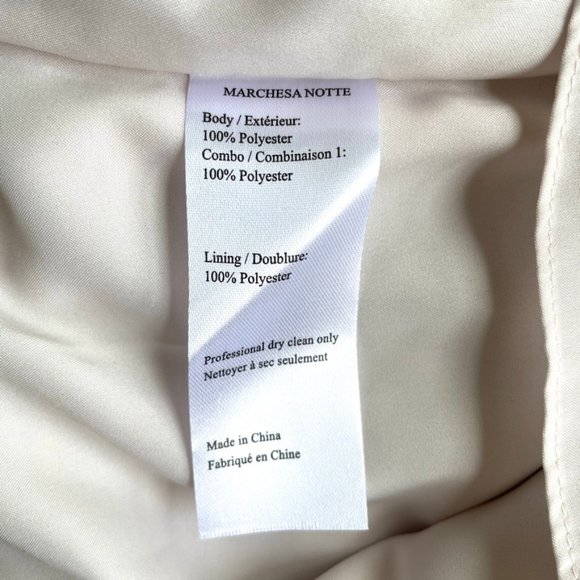 MARCHESA NOTTE
Body / Extérieur:
100% Polyester
Combo / Combinaison 1:
100% Polyester
Lining / Doublure:
100% Polyester
Professional dry clean only
Nettoyer à sec seulement
Made in China
Fabriqué en Chine